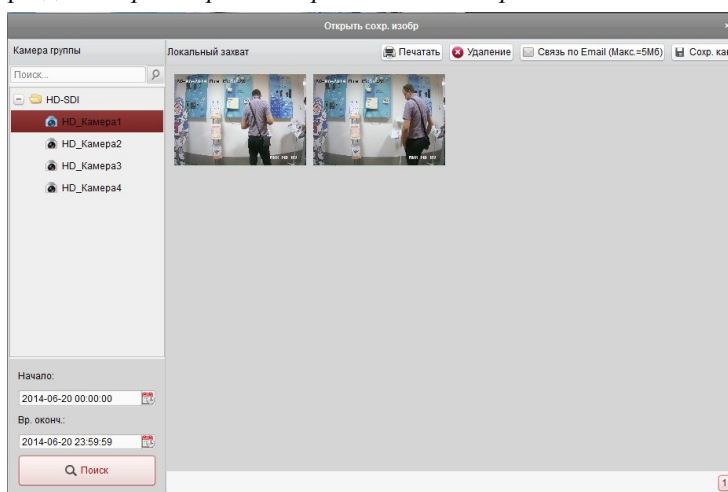 Открыть сохр. изобр
Камера группы
Локальный захват
Печатать
Удаление
Связь по Email (Макс.=5Мб)
Сохр. как
Поиск...
HD-SDI
HD_Камера1
HD_Камера2
HD_Камера3
HD_Камера4
Начало:
2014-06-20 00:00:00
Вр. оконч.:
2014-06-20 23:59:59
Поиск
1